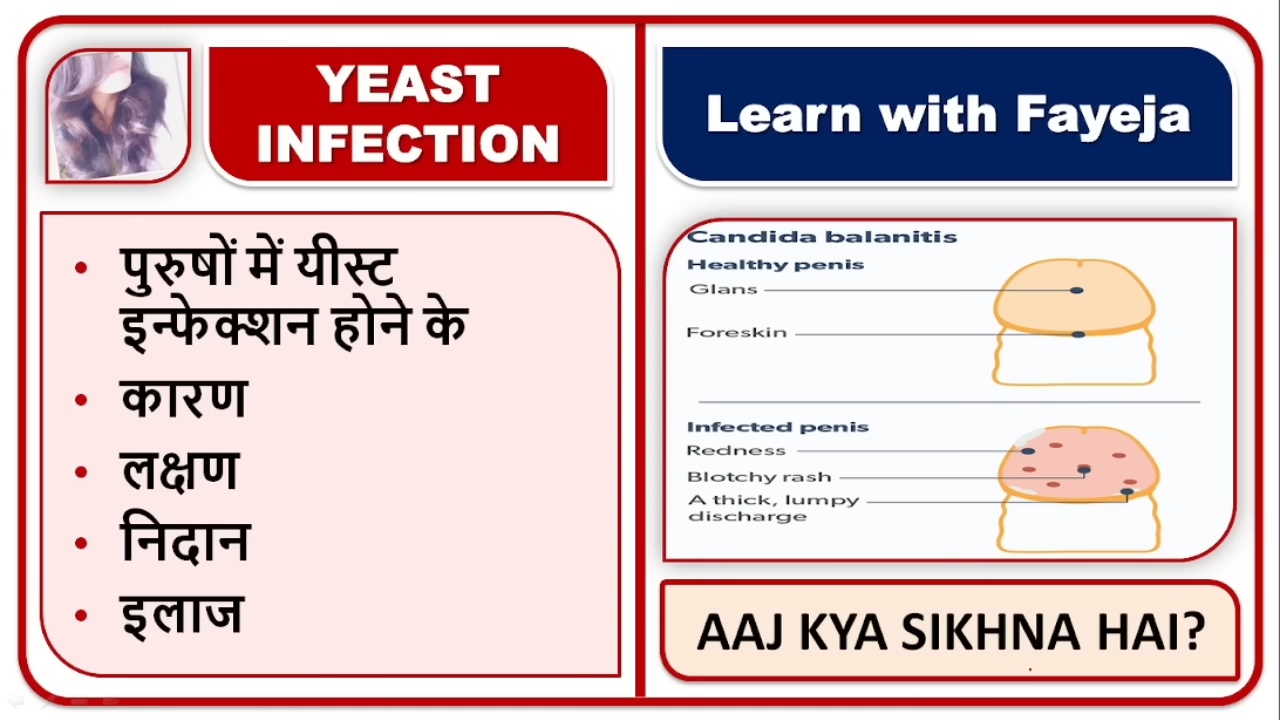 YEAST
INFECTION
Learn with Fayeja
• पुरुषों में यीस्ट
इन्फेक्शन होने के
• कारण
• लक्षण
• निदान
• इलाज
Candida balanitis
Healthy penis
Glans
Foreskin
Infected penis
Redness
Blotchy rash
A thick, lumpy
discharge
AAJ KYA SIKHNA HAI?